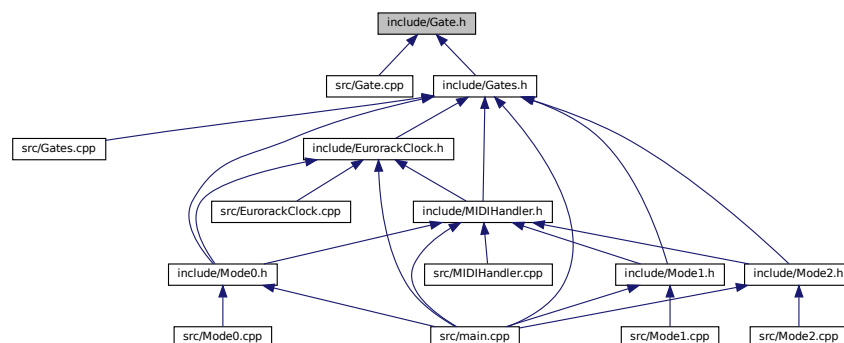 include/Gate.h
src/Gate.cpp
include/Gates.h
src/Gates.cpp
include/EurorackClock.h
src/EurorackClock.cpp
include/MIDIHandler.h
include/Mode0.h
src/MIDIHandler.cpp
include/Mode1.h
include/Mode2.h
src/Mode0.cpp
src/main.cpp
src/Mode1.cpp
src/Mode2.cpp